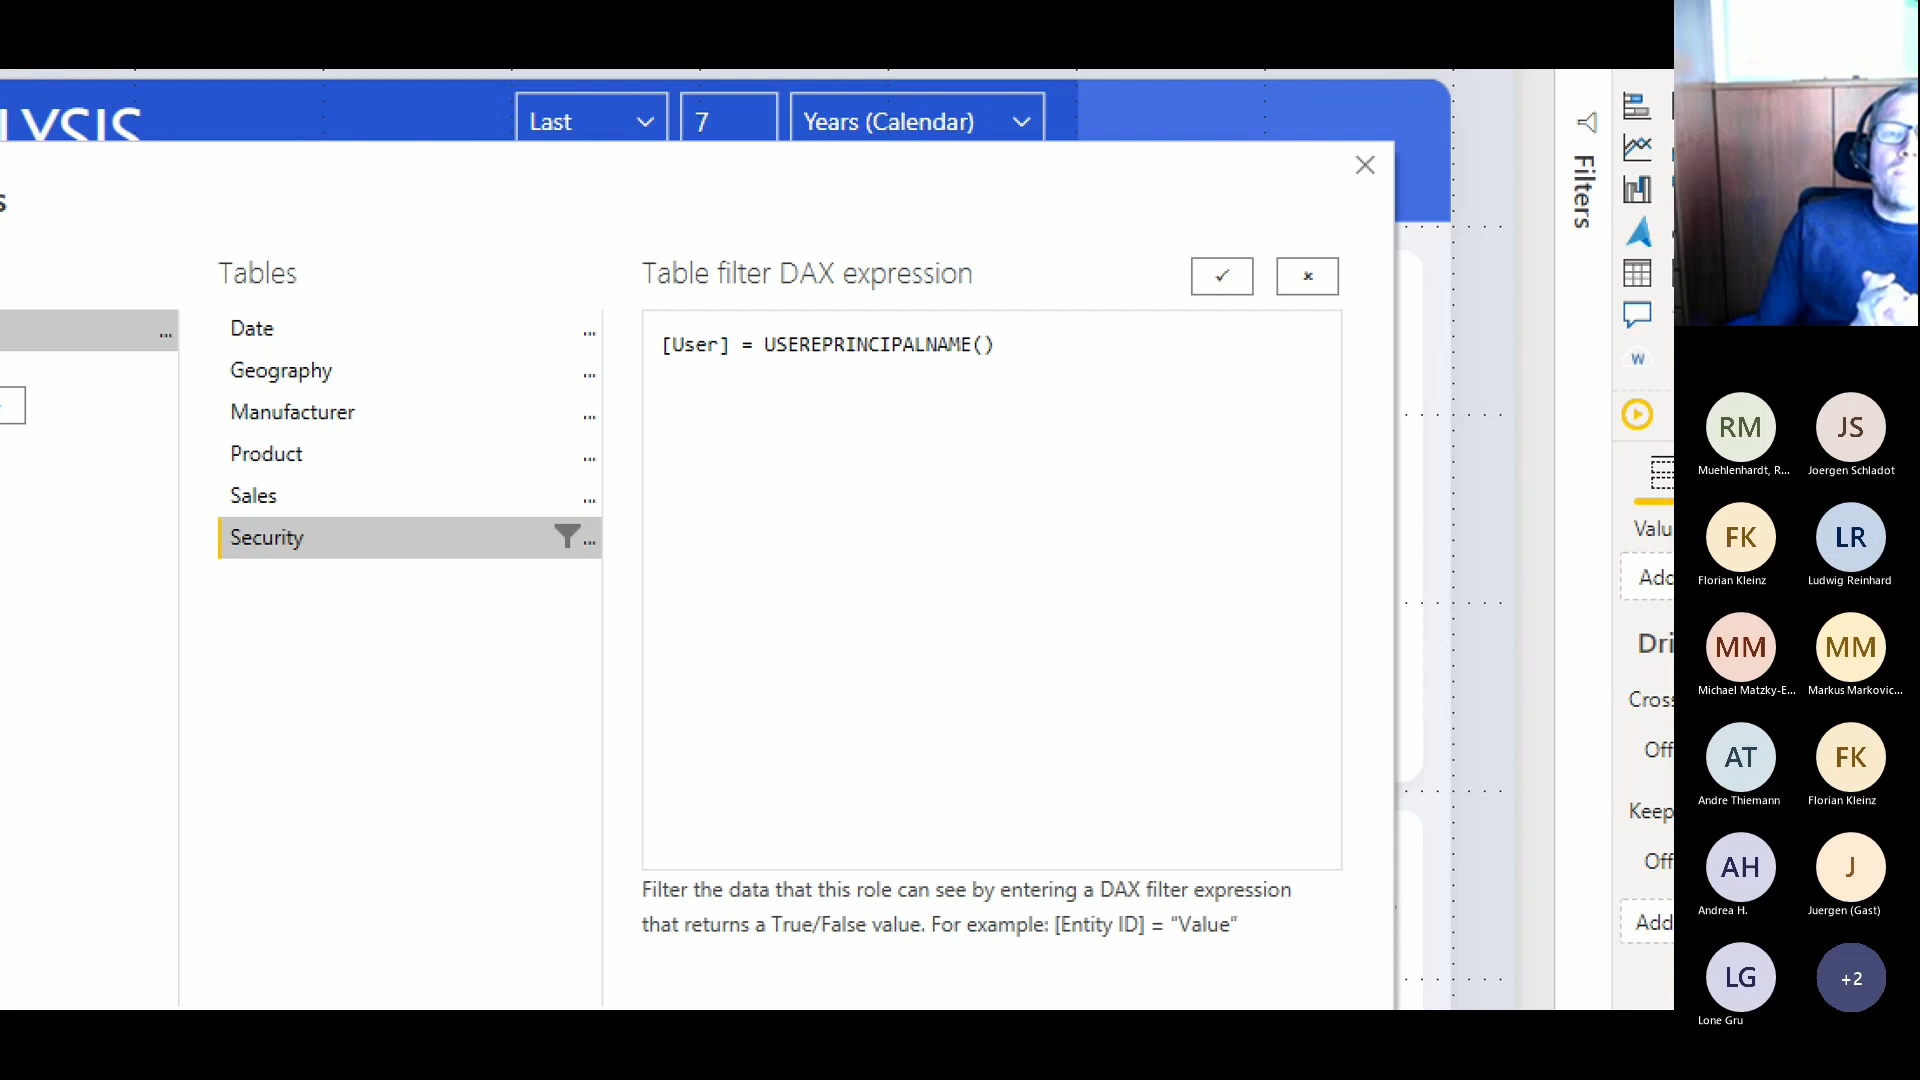 LYSIS
Last
7
Years (Calendar)
s
Tables
Table filter DAX expression
Date
...
Geography
...
Manufacturer
...
Product
...
Sales
...
Security
...
...
[User] = USEREPRINCIPALNAME()
Filter the data that this role can see by entering a DAX filter expression
that returns a True/False value. For example: [Entity ID] = "Value"
Filters
W
Valu
Add
Dri
Cross
Off
Keep
Off
Add
RM
Muehlenhardt, R...
JS
Joergen Schladot
FK
Florian Kleinz
LR
Ludwig Reinhard
MM
Michael Matzky-E...
MM
Markus Markovic...
AT
Andre Thiemann
FK
Florian Kleinz
AH
Andrea H.
J
Juergen (Gast)
LG
Lone Gru
+2